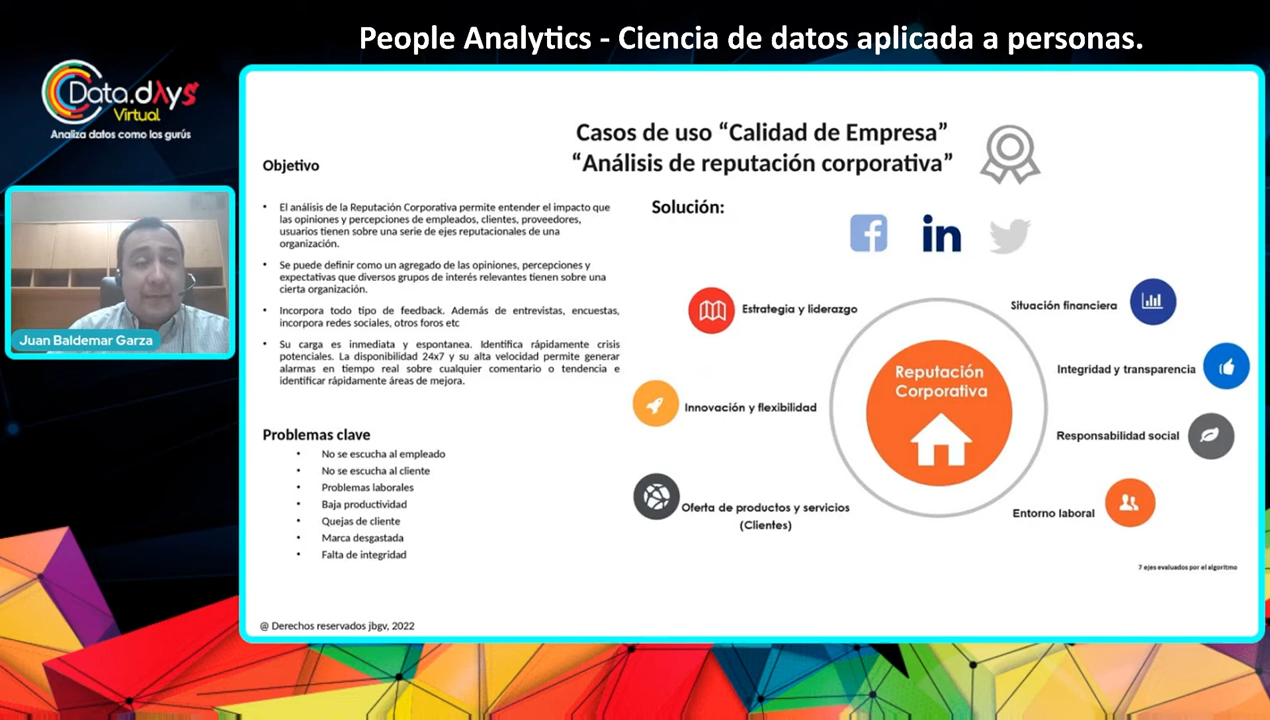 People Analytics - Ciencia de datos aplicada a personas.
Data.dλys
Virtual
Analiza datos como los gurús
Juan Baldemar Garza
Casos de uso “Calidad de Empresa”
“Análisis de reputación corporativa”
Objetivo
• El análisis de la Reputación Corporativa permite entender el impacto que
las opiniones y percepciones de empleados, clientes, proveedores,
usuarios tienen sobre una serie de ejes reputacionales de una
organización.
• Se puede definir como un agregado de las opiniones, percepciones y
expectativas que diversos grupos de interés relevantes tienen sobre una
cierta organización.
• Incorpora todo tipo de feedback. Además de entrevistas, encuestas,
incorpora redes sociales, otros foros etc
• Su carga es inmediata y espontanea. Identifica rápidamente crisis
potenciales. La disponibilidad 24x7 y su alta velocidad permite generar
alarmas en tiempo real sobre cualquier comentario o tendencia e
identificar rápidamente áreas de mejora.
Problemas clave
• No se escucha al empleado
• No se escucha al cliente
• Problemas laborales
• Baja productividad
• Quejas de cliente
• Marca desgastada
• Falta de integridad
@ Derechos reservados jbgv, 2022
Solución:
f
in
Estrategia y liderazgo
Innovación y flexibilidad
Oferta de productos y servicios
(Clientes)
Reputación
Corporativa
Situación financiera
Integridad y transparencia
Responsabilidad social
Entorno laboral
7 ejes evaluados por el algoritmo